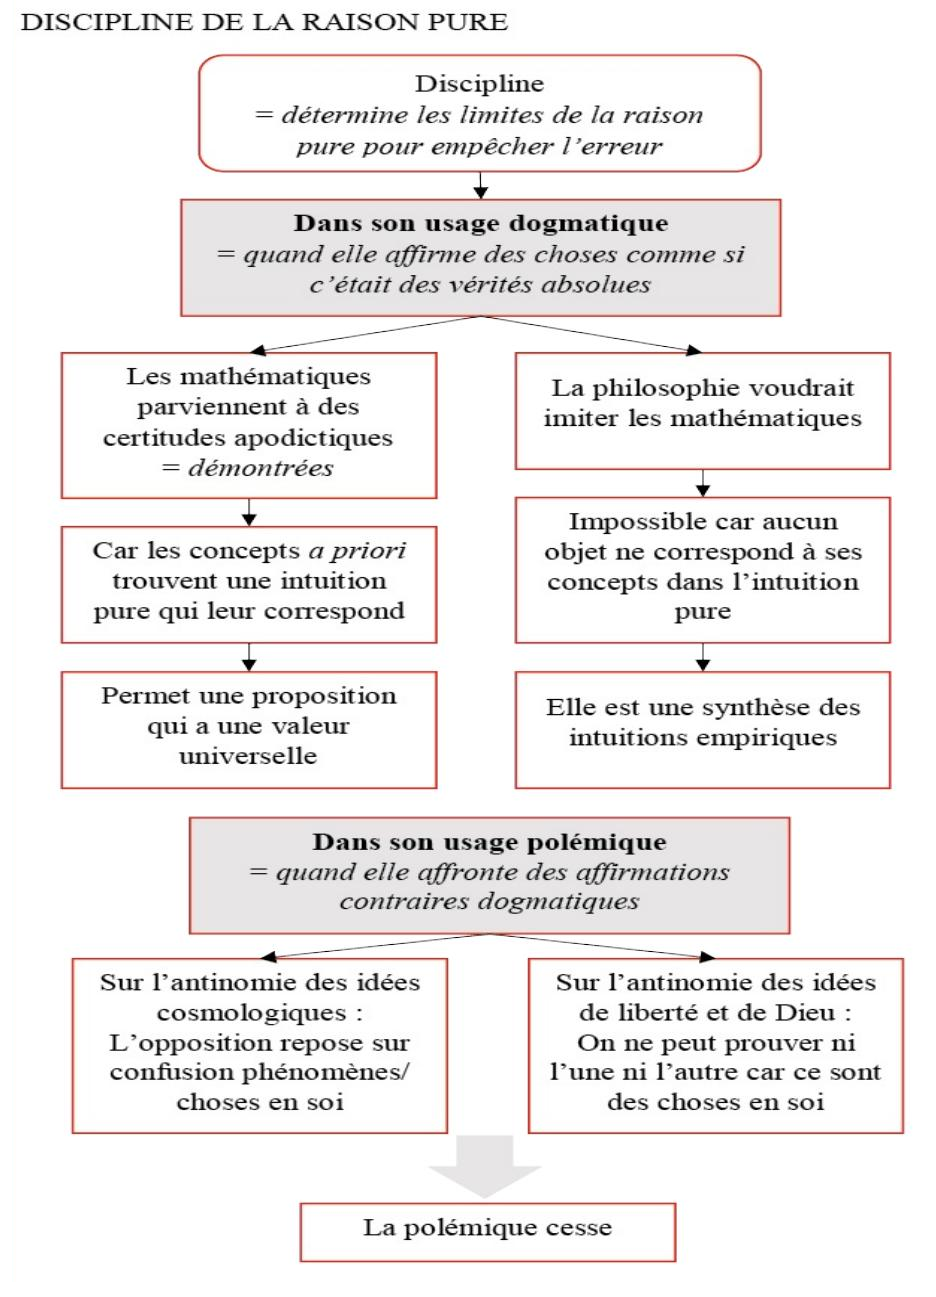 DISCIPLINE DE LA RAISON PURE
Discipline
= détermine les limites de la raison
pure pour empêcher l’erreur
Dans son usage dogmatique
= quand elle affirme des choses comme si
c’était des vérités absolues
Les mathématiques
parviennent à des
certitudes apodictiques
= démontrées
La philosophie voudrait
imiter les mathématiques
Car les concepts a priori
trouvent une intuition
pure qui leur correspond
Impossible car aucun
objet ne correspond à ses
concepts dans l’intuition
pure
Permet une proposition
qui a une valeur
universelle
Elle est une synthèse des
intuitions empiriques
Dans son usage polémique
= quand elle affronte des affirmations
contraires dogmatiques
Sur l’antinomie des idées
cosmologiques :
L’opposition repose sur
confusion phénomènes/
choses en soi
Sur l’antinomie des idées
de liberté et de Dieu :
On ne peut prouver ni
l’une ni l’autre car ce sont
des choses en soi
La polémique cesse